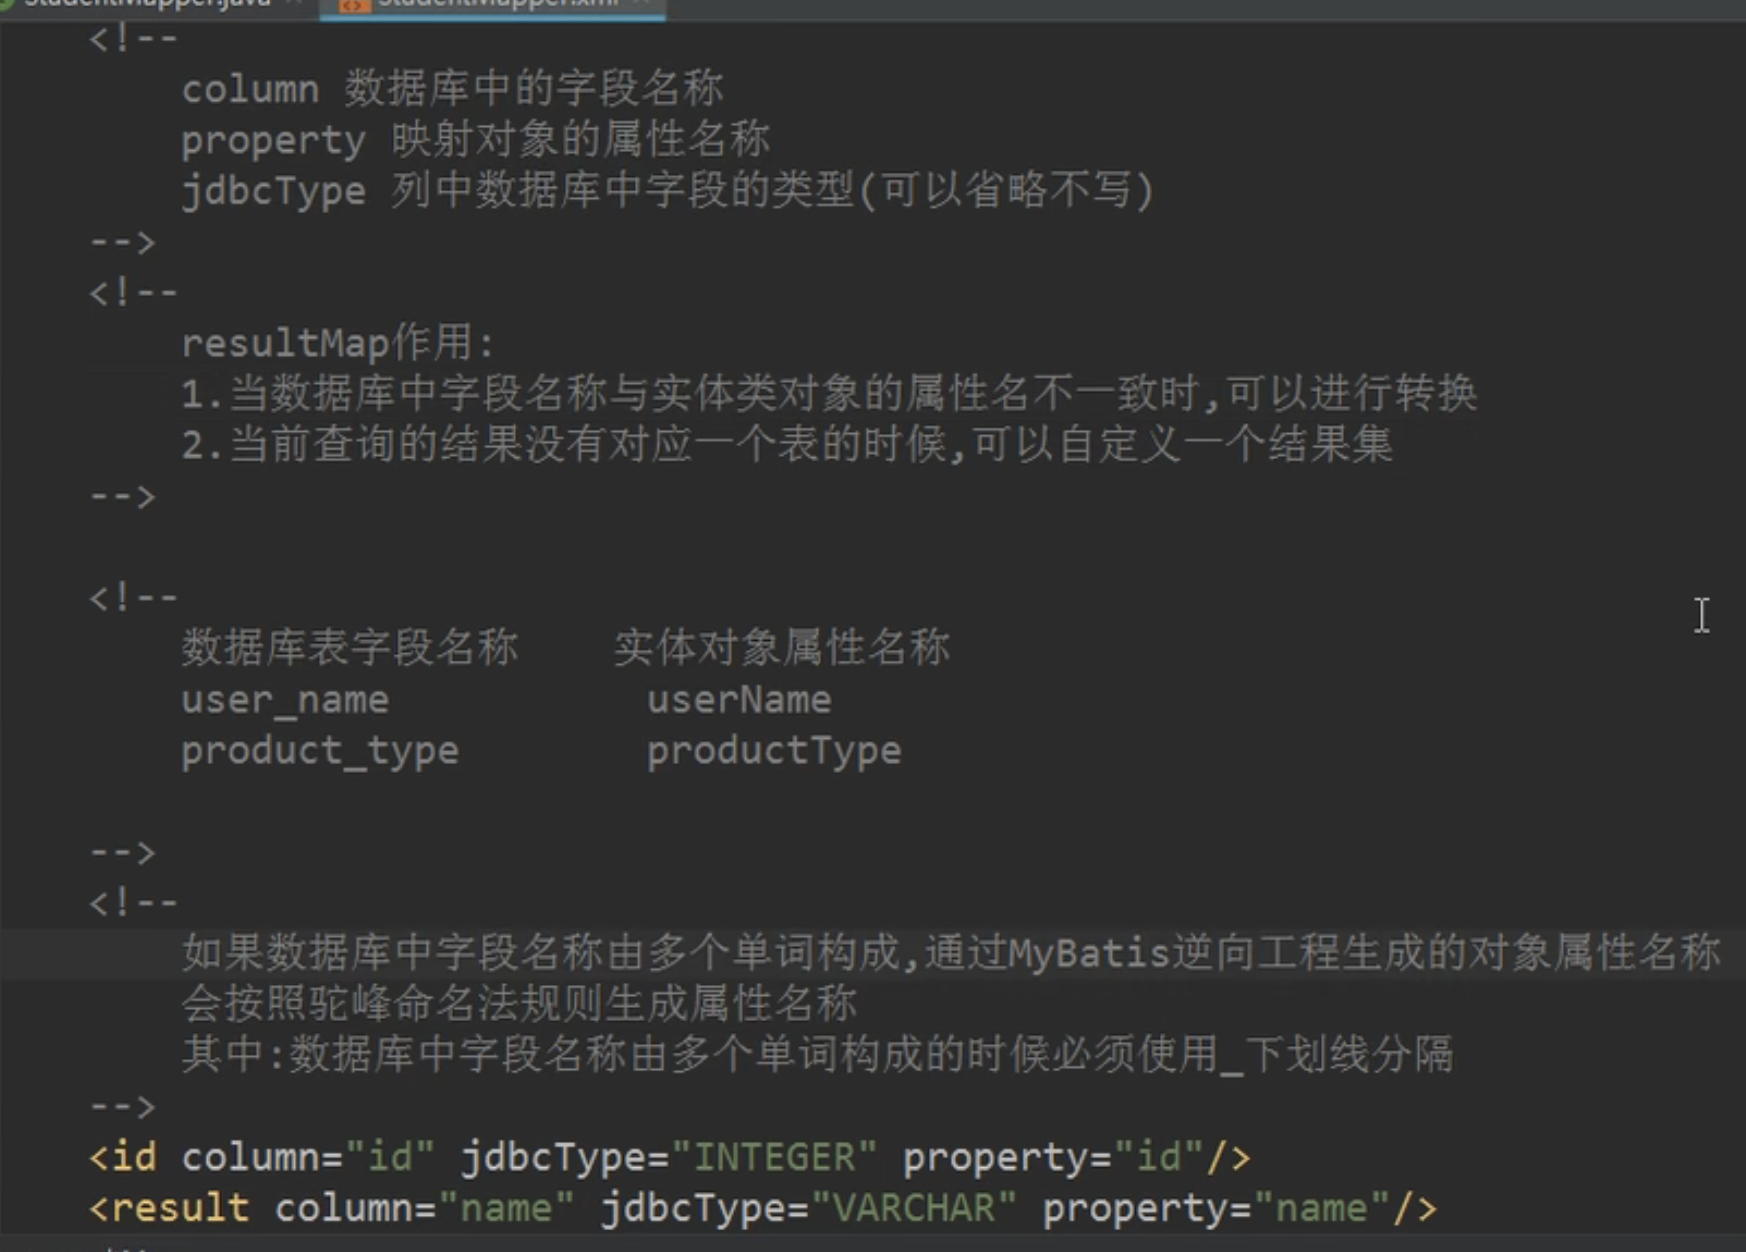 StudentMapper.java StudentMapper.xml
<!--
column 数据库中的字段名称
property 映射对象的属性名称
jdbcType 列中数据库中字段的类型(可以省略不写)
-->
<!--
resultMap作用:
1.当数据库中字段名称与实体类对象的属性名不一致时,可以进行转换
2.当前查询的结果没有对应一个表的时候,可以自定义一个结果集
-->
<!--
数据库表字段名称 实体对象属性名称
user_name userName
product_type productType
-->
<!--
如果数据库中字段名称由多个单词构成,通过MyBatis逆向工程生成的对象属性名称
会按照驼峰命名法规则生成属性名称
其中:数据库中字段名称由多个单词构成的时候必须使用_下划线分隔
-->
<id column="id" jdbcType="INTEGER" property="id"/>
<result column="name" jdbcType="VARCHAR" property="name"/>